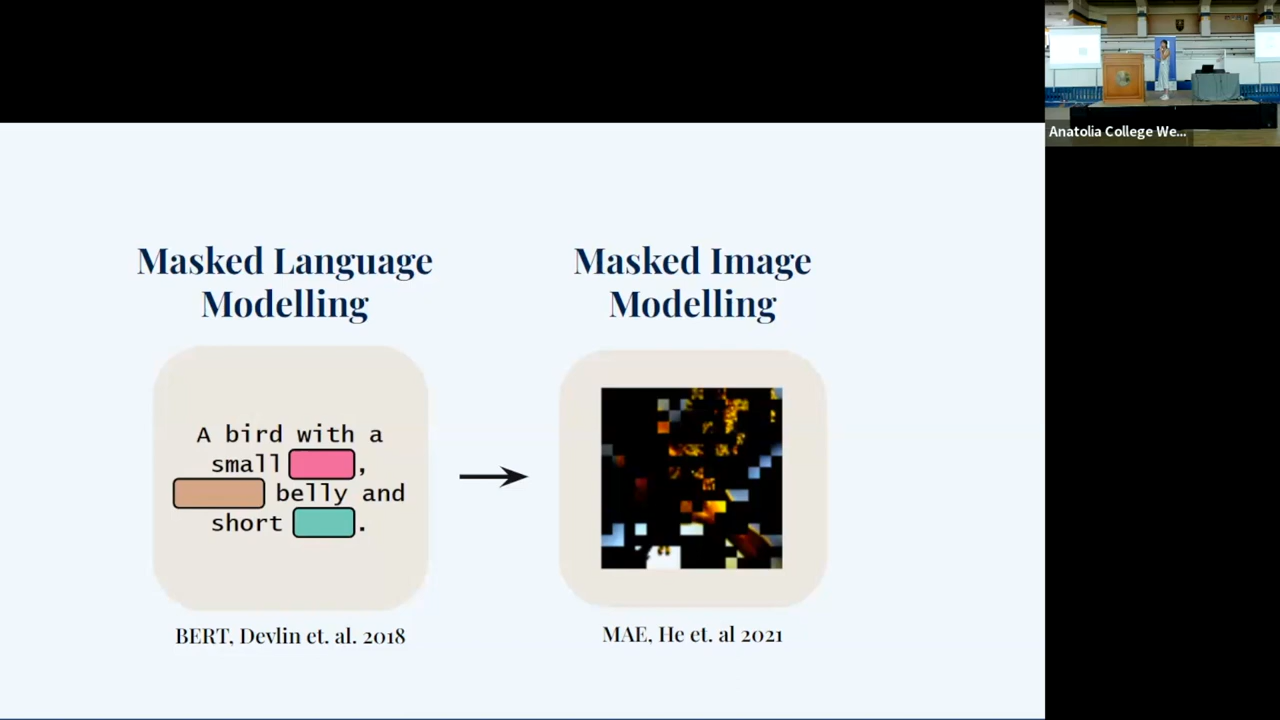 Masked Language
Modelling
A bird with a
small ,
belly and
short .
BERT, Devlin et. al. 2018
Masked Image
Modelling
MAE, He et. al 2021
Anatolia College We...